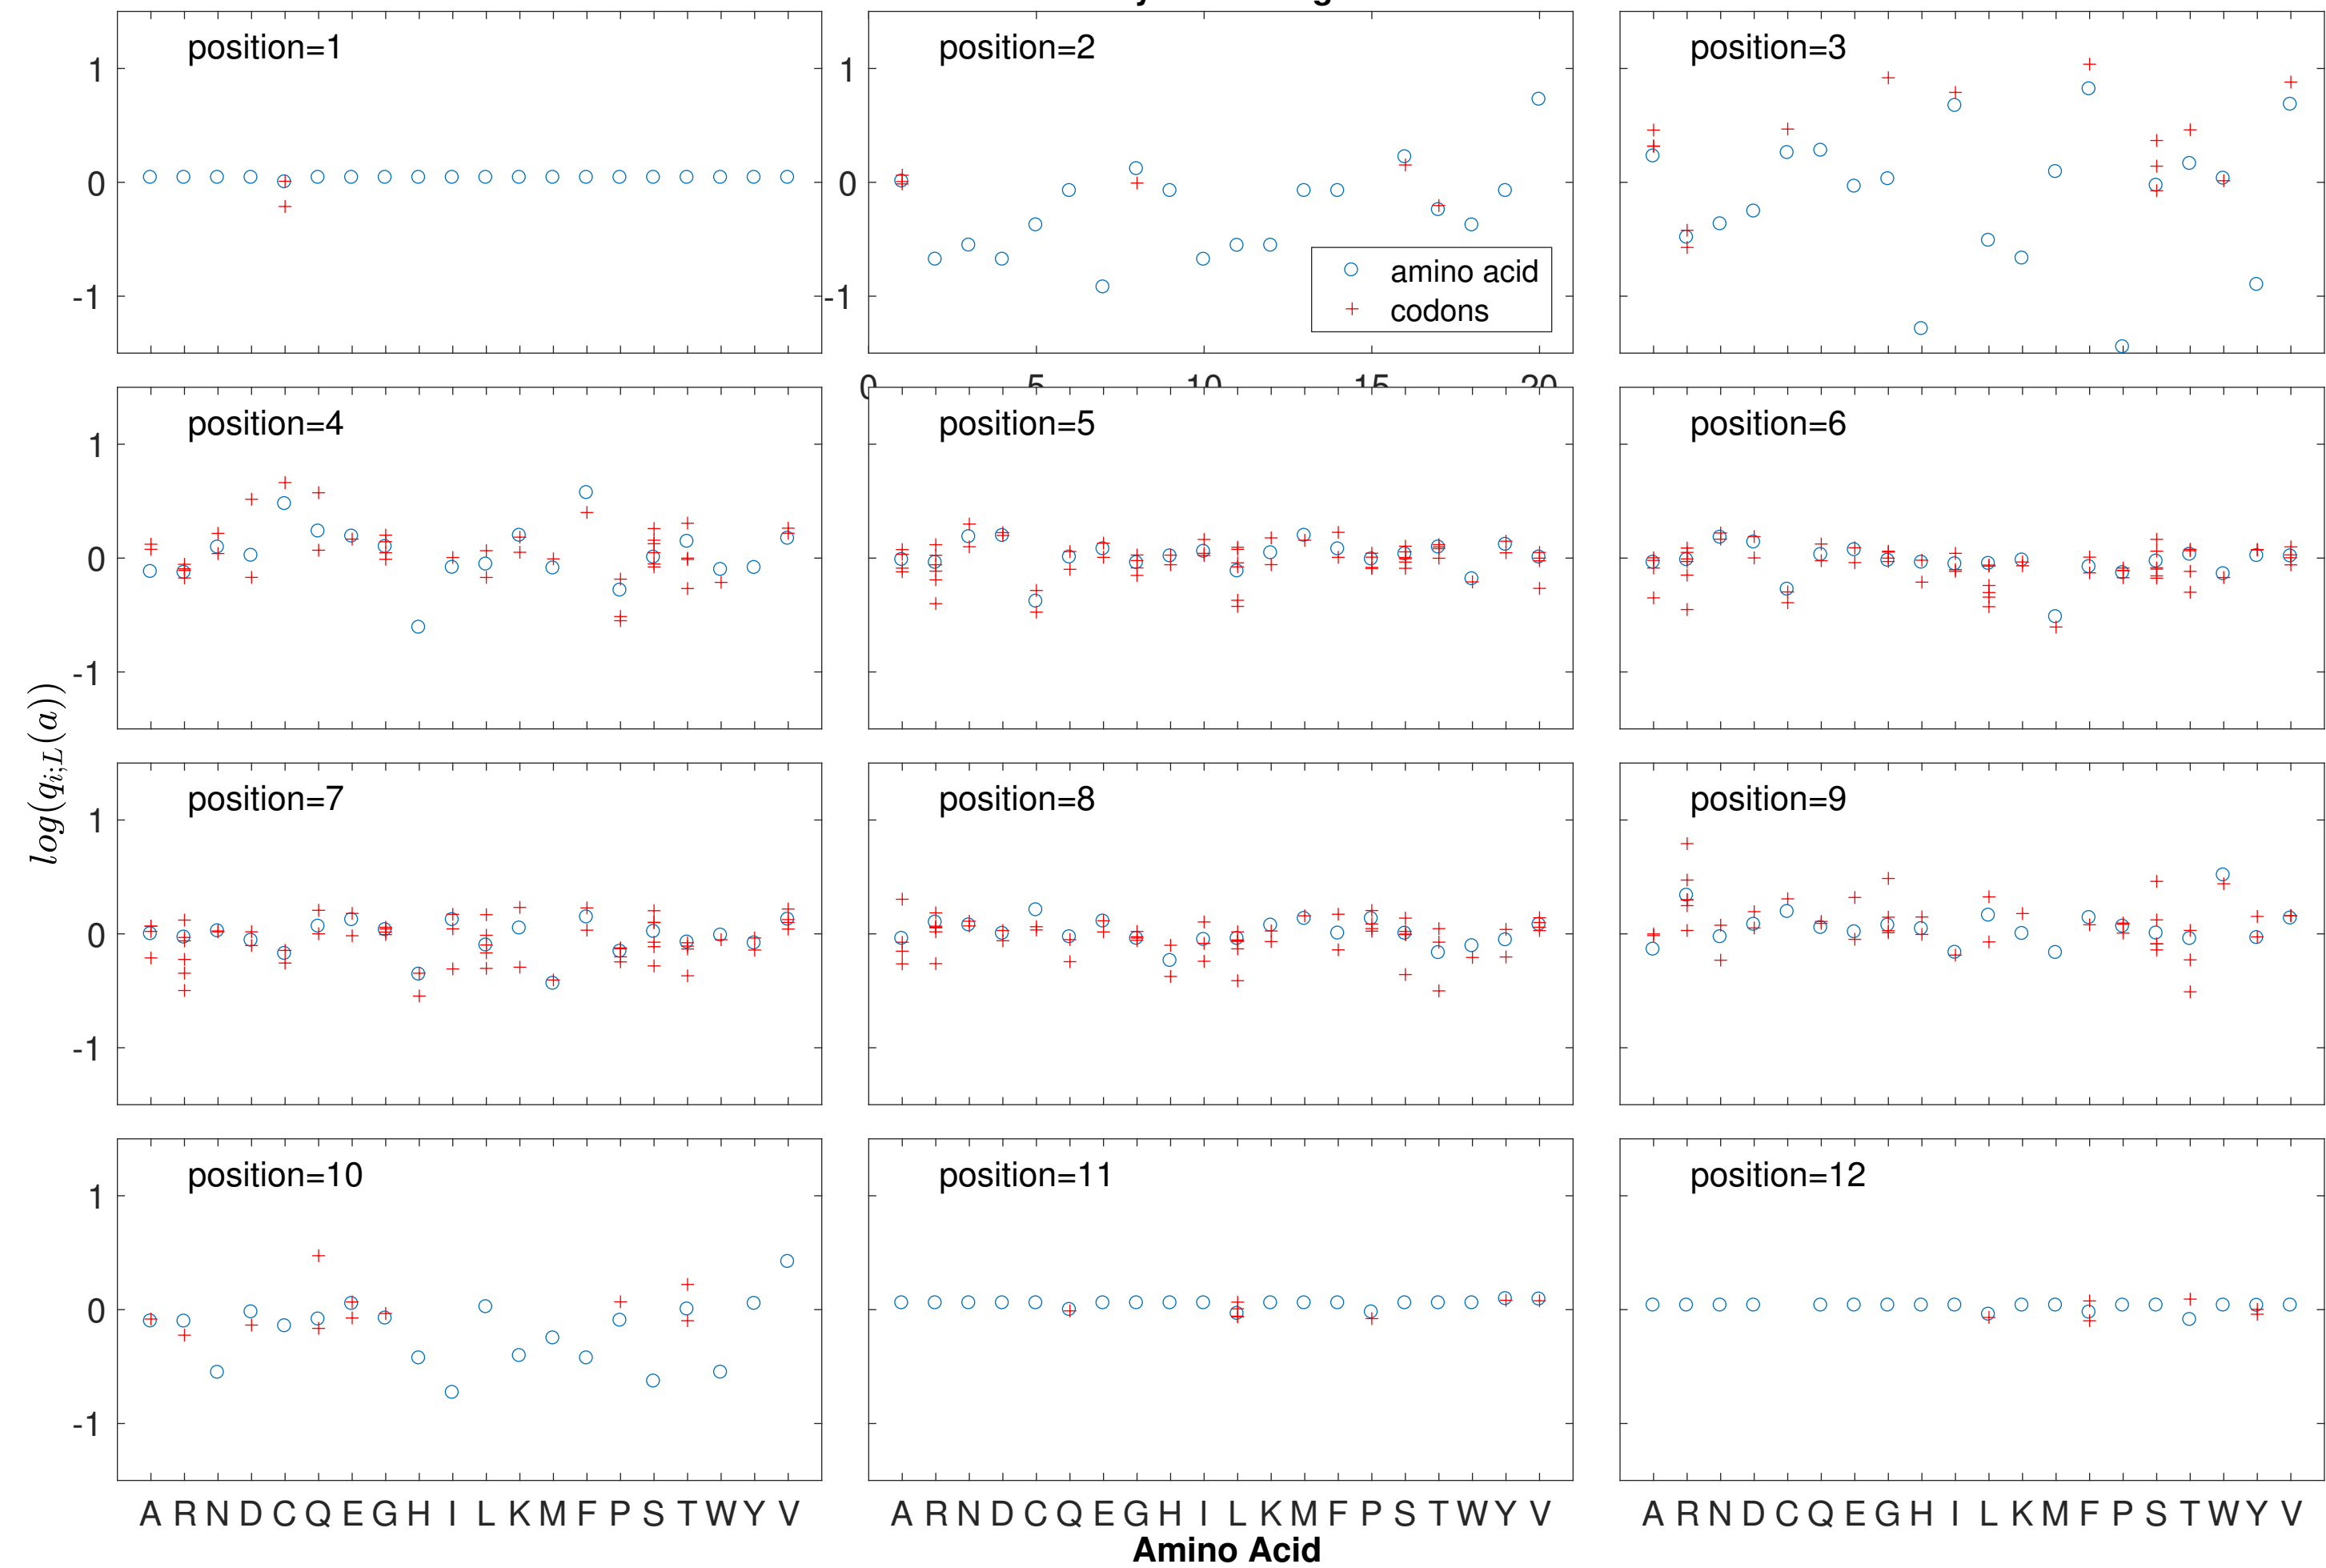 position=1
1
0
-1
position=2
1
0
-1
amino acid
codons
0 5 10 15 20
position=3
position=4
1
0
-1
position=5
position=6
log(q_{i;L}(a))
position=7
1
0
-1
position=8
position=9
position=10
1
0
-1
position=11
position=12
A R N D C Q E G H I L K M F P S T W Y V
A R N D C Q E G H I L K M F P S T W Y V
A R N D C Q E G H I L K M F P S T W Y V
Amino Acid